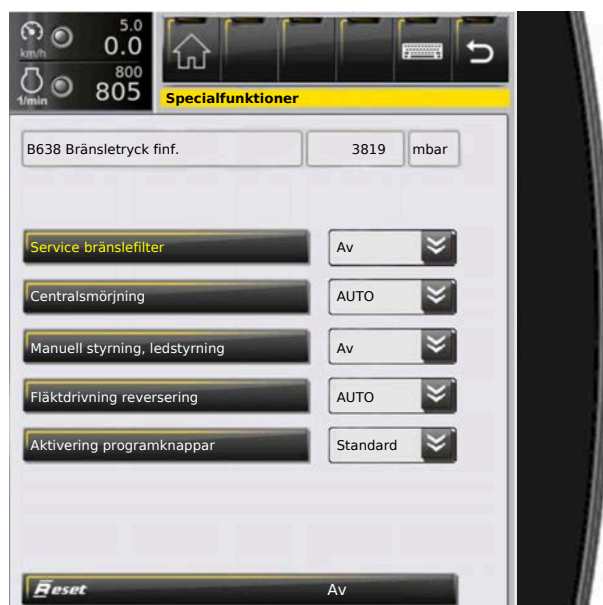 5.0
km/h 0.0
800
1/min 805
Specialfunktioner
B638 Bränsletryck finf. 3819 mbar
Service bränslefilter Av
Centralsmörjning AUTO
Manuell styrning, ledstyrning Av
Fläktdrivning reversering AUTO
Aktivering programknappar Standard
Reset Av